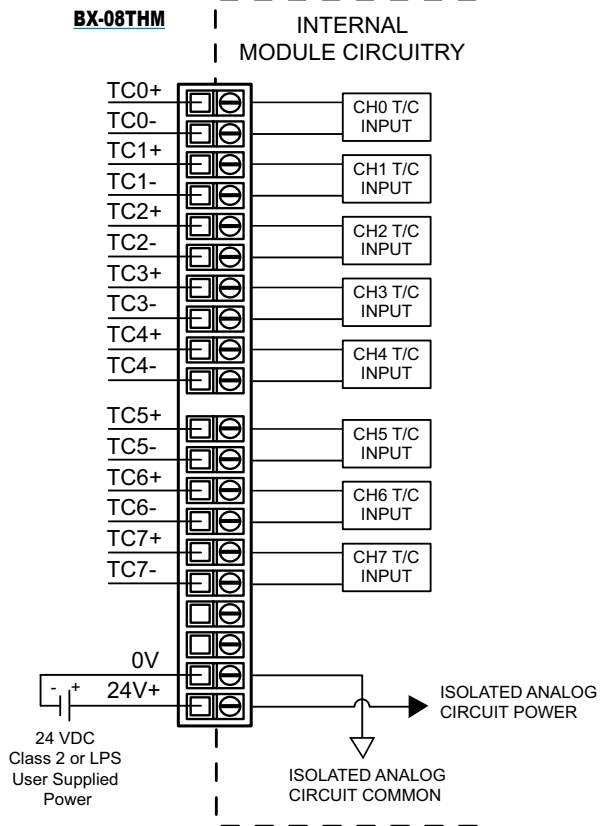 BX-08THM
INTERNAL
MODULE CIRCUITRY
TC0+
TC0-
TC1+
TC1-
TC2+
TC2-
TC3+
TC3-
TC4+
TC4-
TC5+
TC5-
TC6+
TC6-
TC7+
TC7-
0V
24V+
CH0 T/C
INPUT
CH1 T/C
INPUT
CH2 T/C
INPUT
CH3 T/C
INPUT
CH4 T/C
INPUT
CH5 T/C
INPUT
CH6 T/C
INPUT
CH7 T/C
INPUT
- +
24 VDC
Class 2 or LPS
User Supplied
Power
ISOLATED ANALOG
CIRCUIT POWER
ISOLATED ANALOG
CIRCUIT COMMON